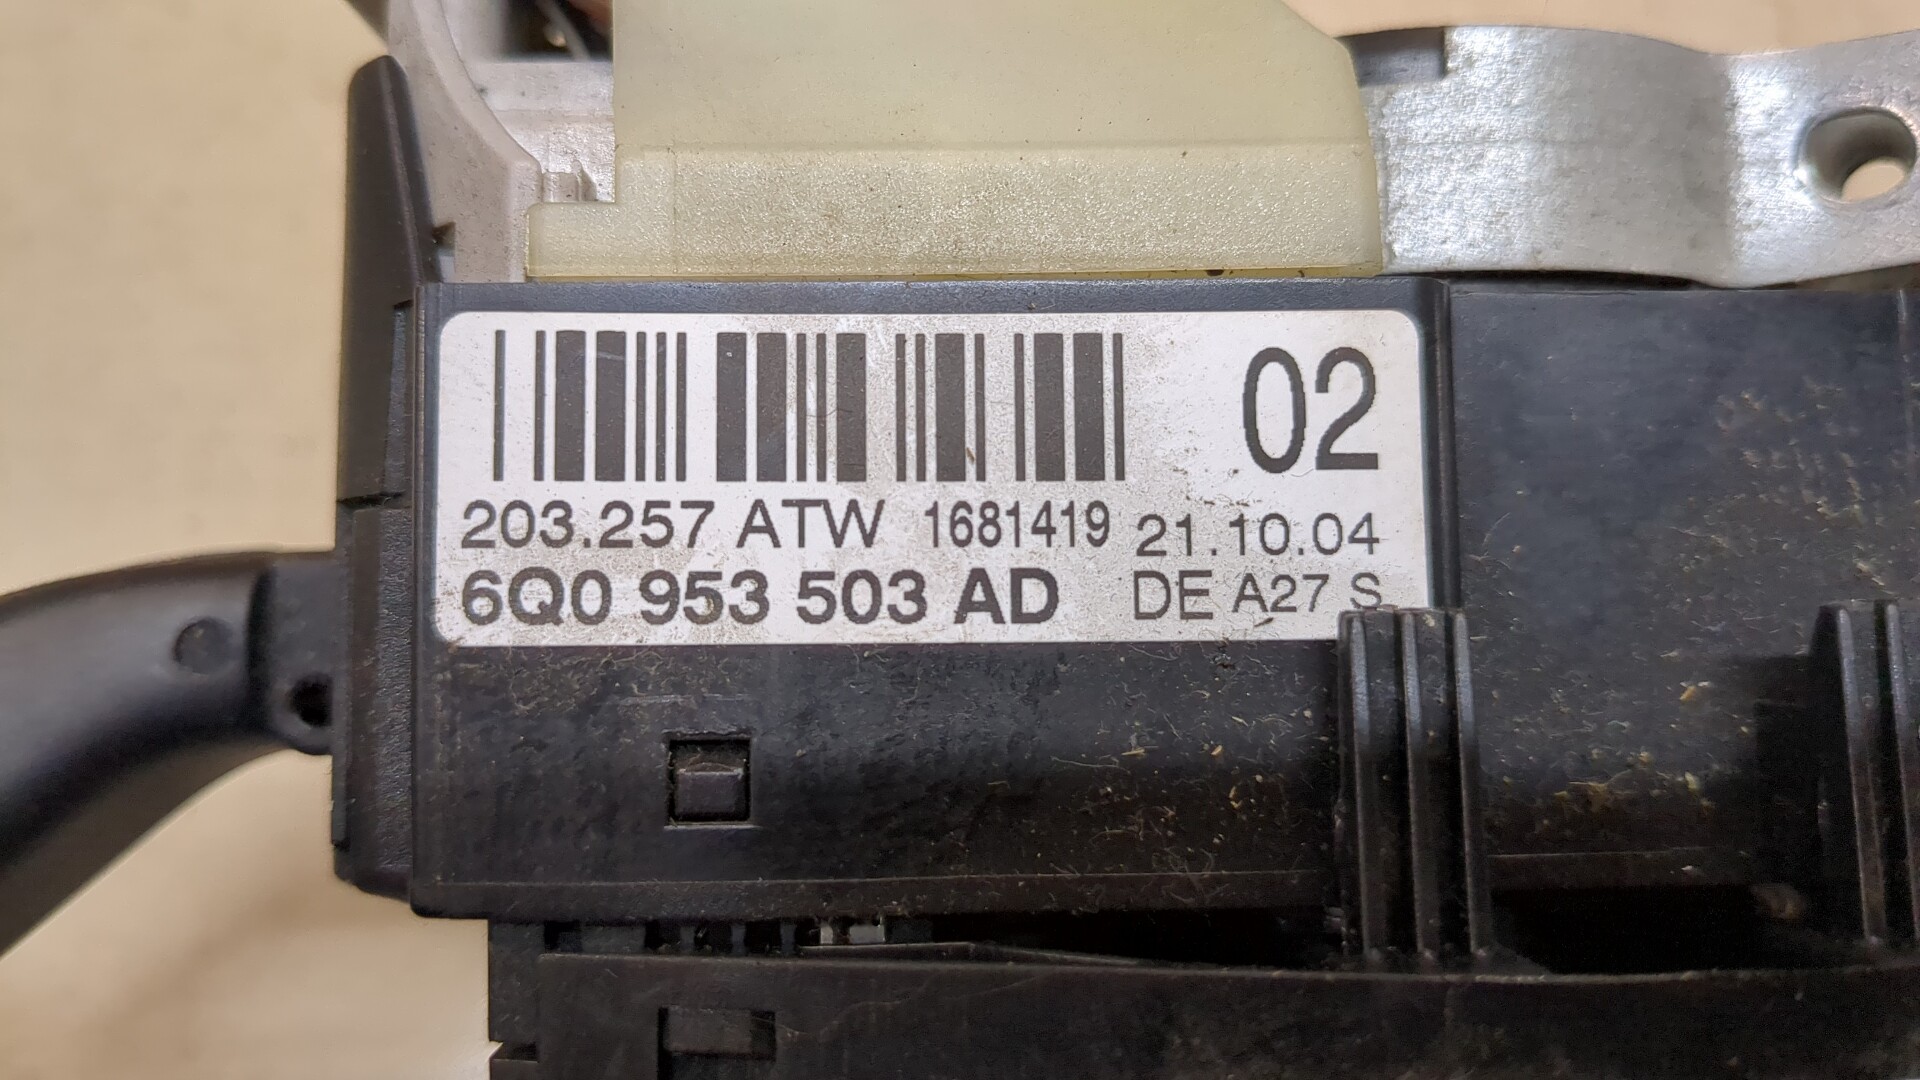 02
203.257 ATW 1681419 21.10.04
6Q0 953 503 AD DE A27 S